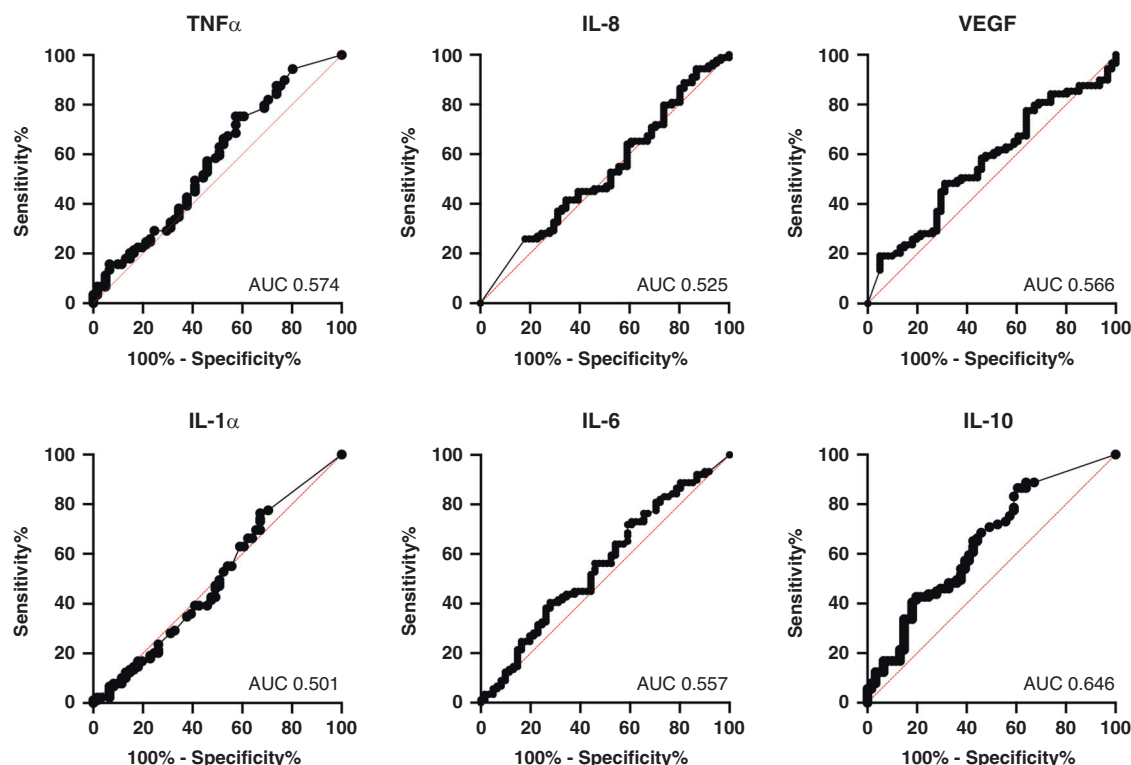 TNFα
IL-8
VEGF
Sensitivity%
100
80
60
40
20
0
AUC 0.574
0 20 40 60 80 100
100% - Specificity%
Sensitivity%
100
80
60
40
20
0
AUC 0.525
0 20 40 60 80 100
100% - Specificity%
Sensitivity%
100
80
60
40
20
0
AUC 0.566
0 20 40 60 80 100
100% - Specificity%
IL-1α
IL-6
IL-10
Sensitivity%
100
80
60
40
20
0
AUC 0.501
0 20 40 60 80 100
100% - Specificity%
Sensitivity%
100
80
60
40
20
0
AUC 0.557
0 20 40 60 80 100
100% - Specificity%
Sensitivity%
100
80
60
40
20
0
AUC 0.646
0 20 40 60 80 100
100% - Specificity%